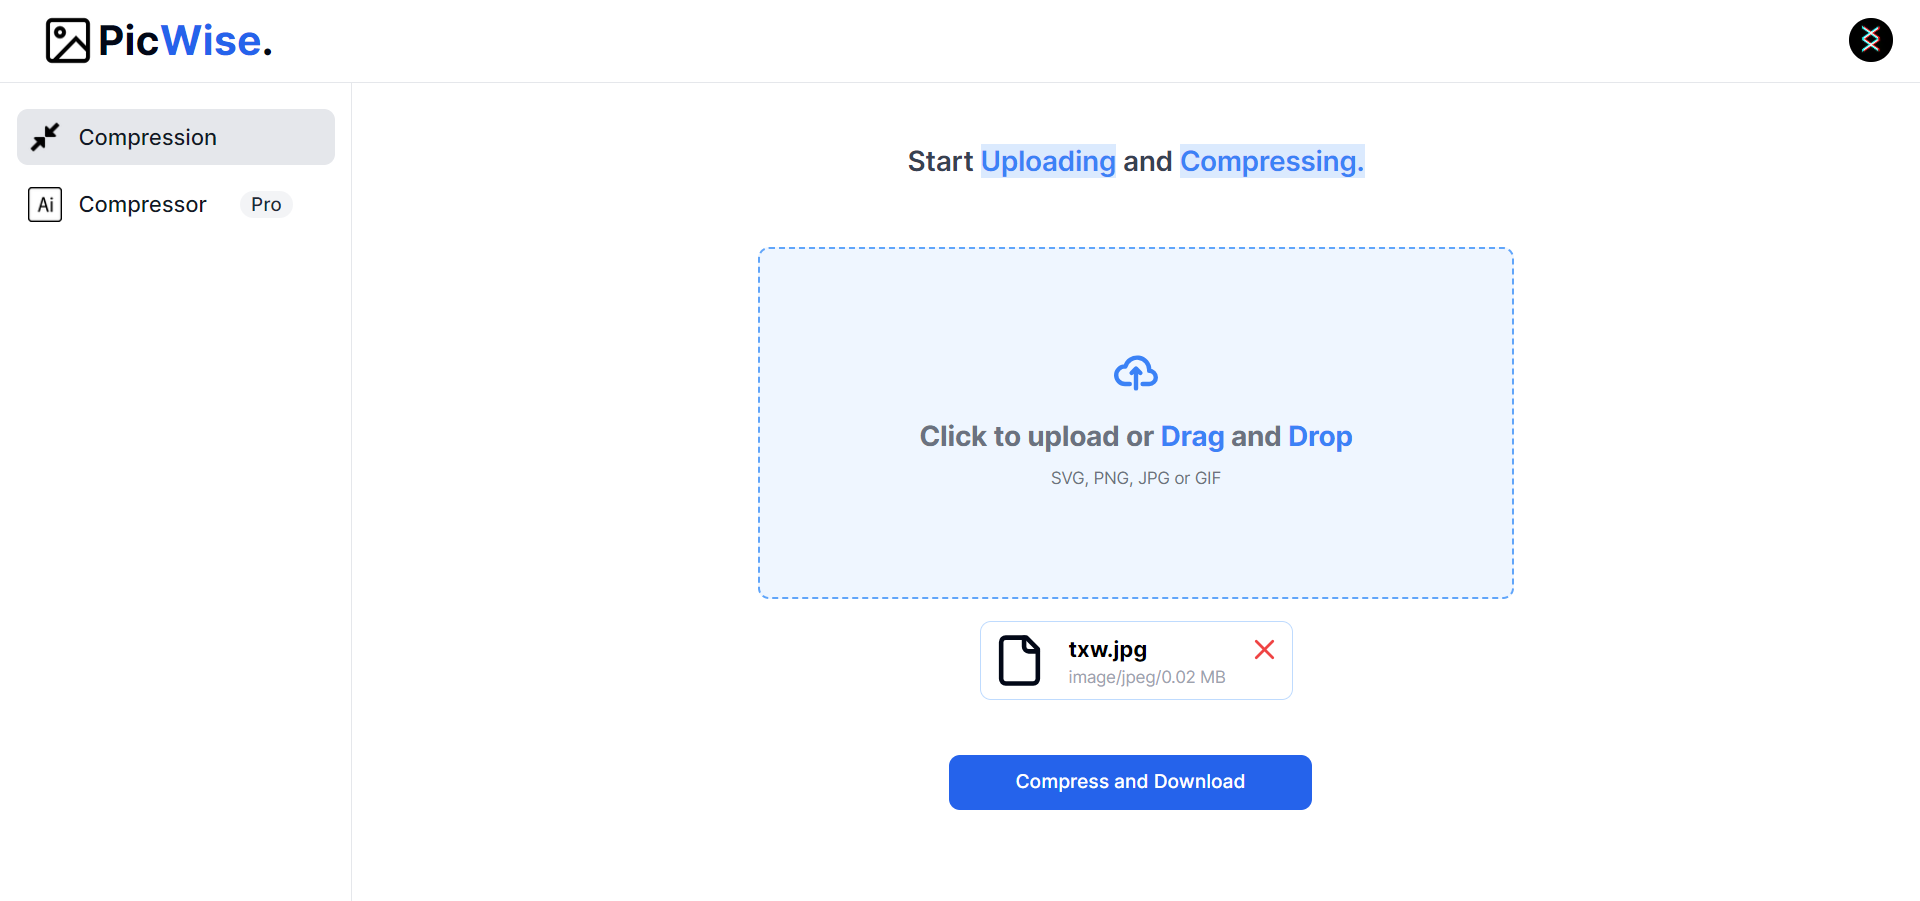 PicWise.
Compression
Ai Compressor Pro
Start Uploading and Compressing.
Click to upload or Drag and Drop
SVG, PNG, JPG or GIF
txw.jpg
image/jpeg/0.02 MB
Compress and Download